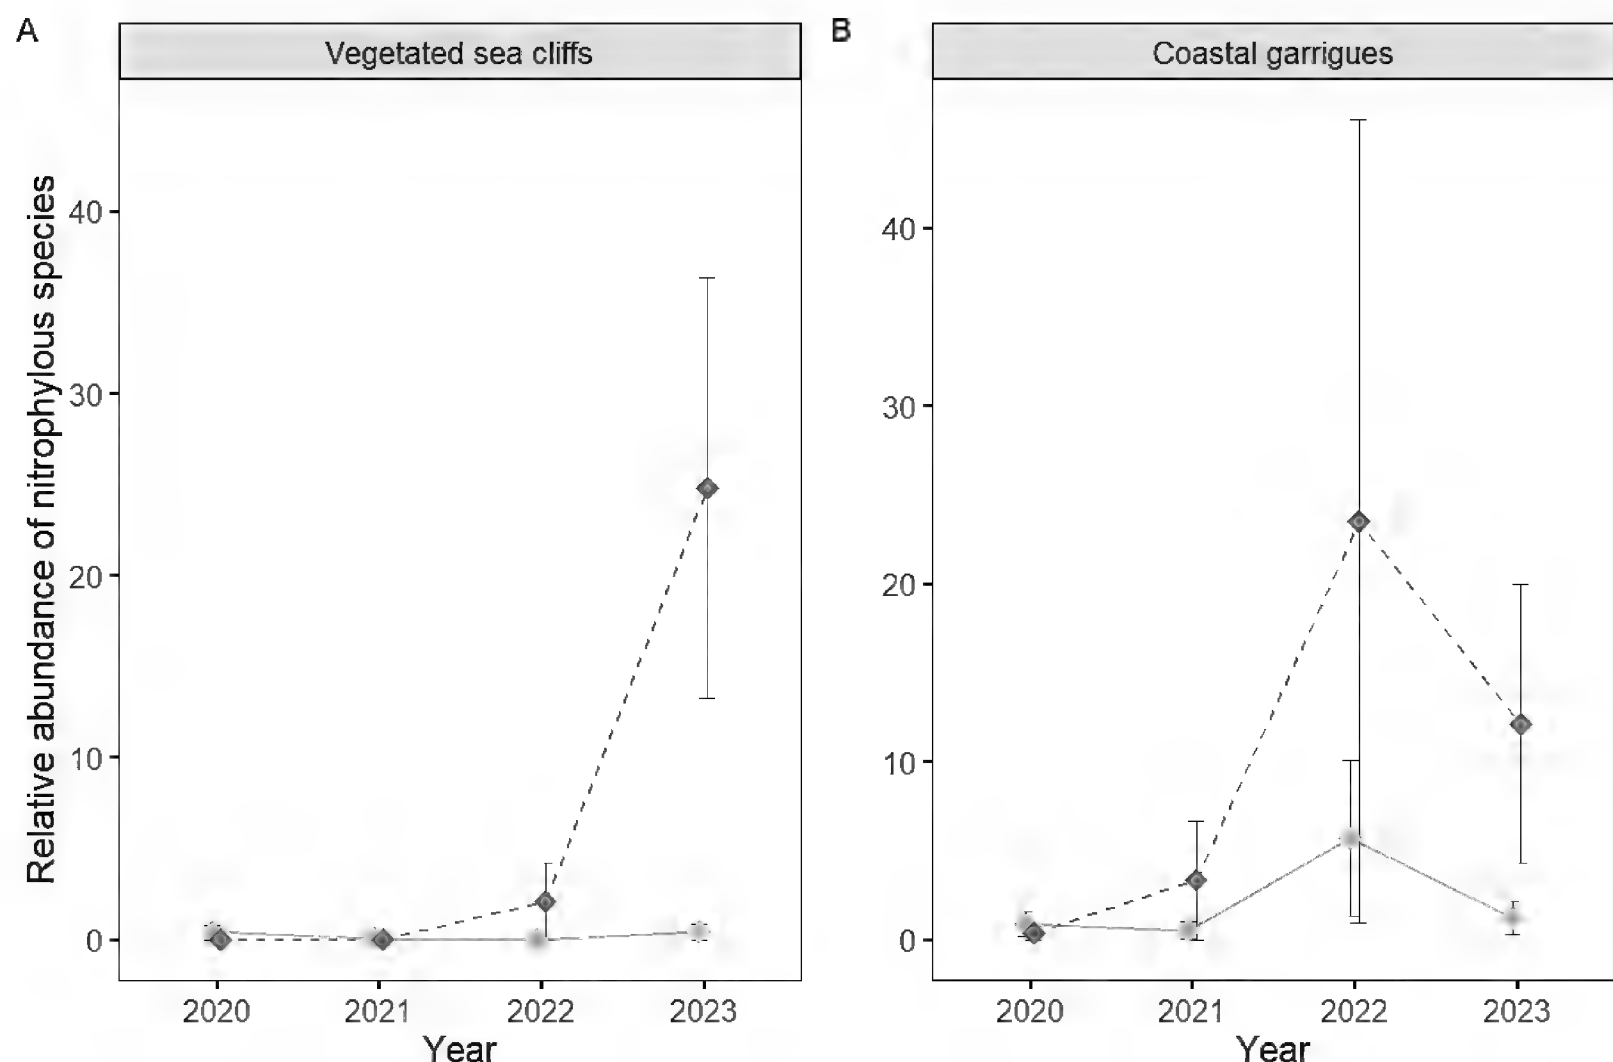 A
Vegetated sea cliffs
Relative abundance of nitrophylous species
40
30
20
10
0
2020 2021 2022 2023
Year
B
Coastal garrigues
40
30
20
10
0
2020 2021 2022 2023
Year